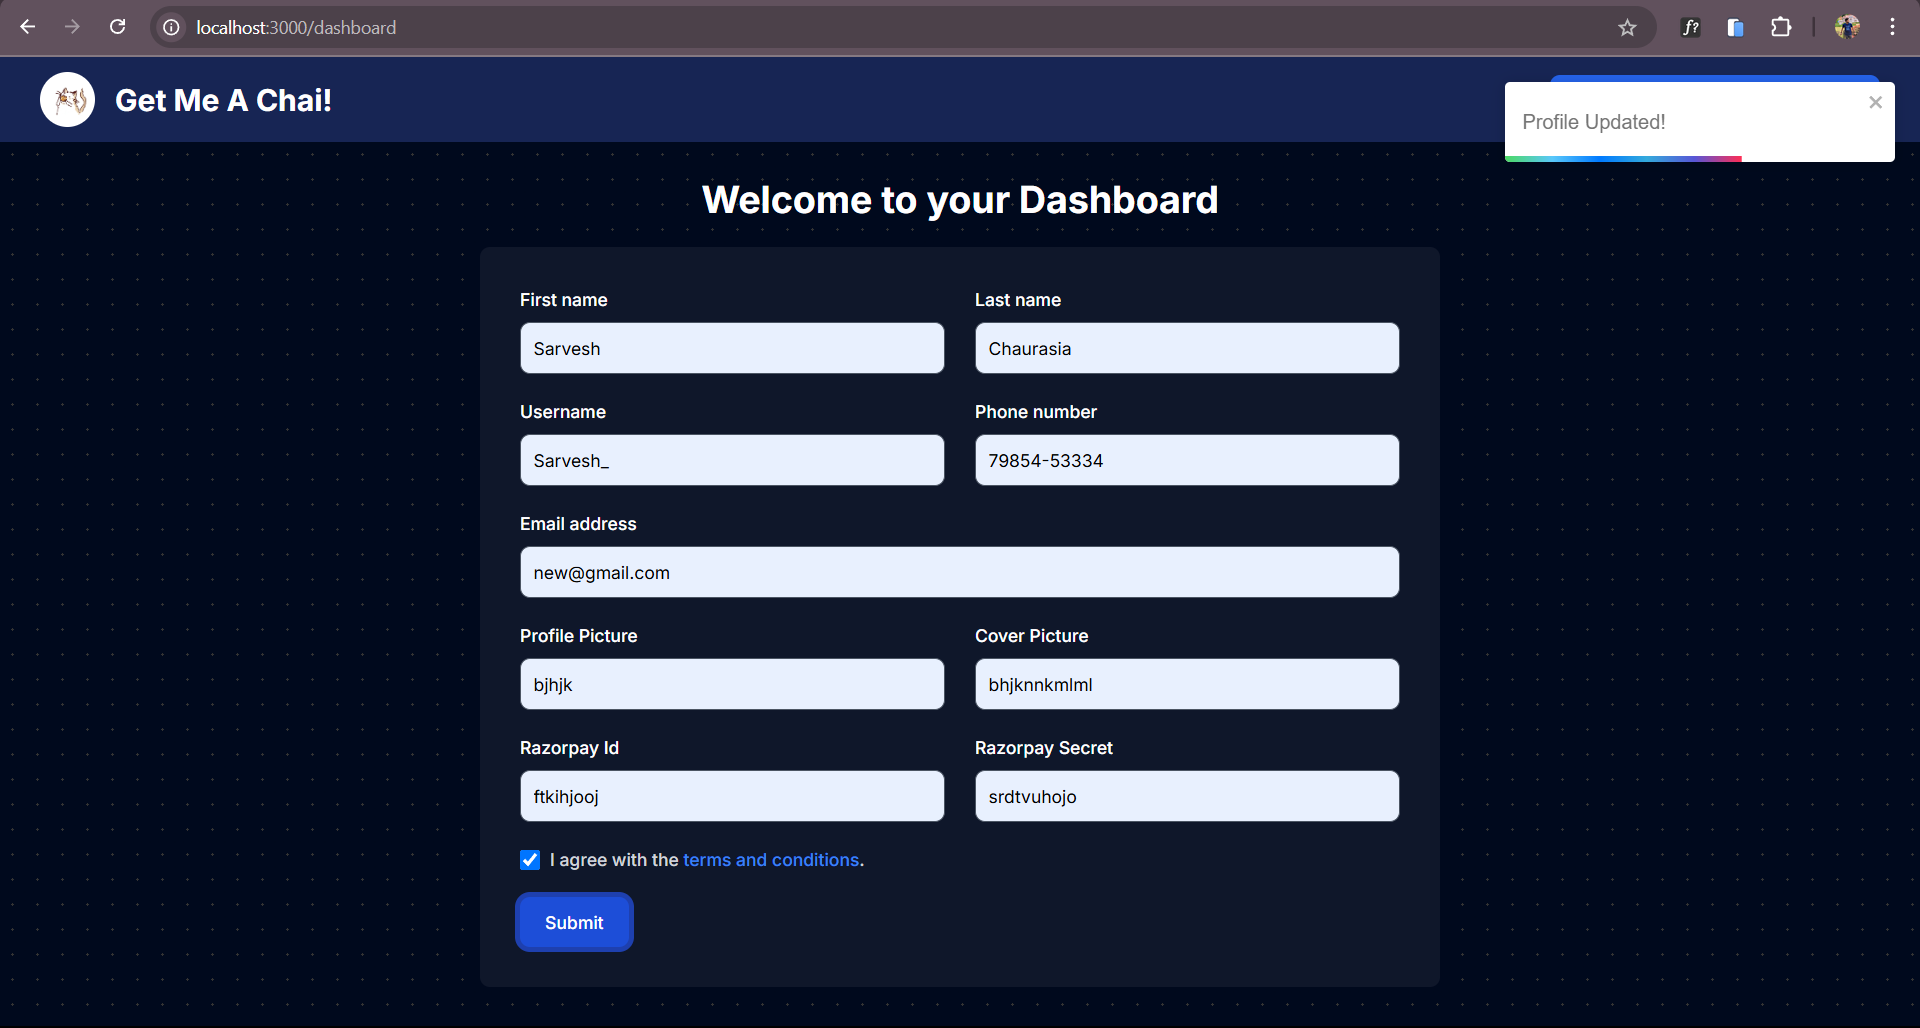 localhost:3000/dashboard
f?
Get Me A Chai!
Profile Updated!
Welcome to your Dashboard
First name
Last name
Sarvesh
Chaurasia
Username
Phone number
Sarvesh_
79854-53334
Email address
new@gmail.com
Profile Picture
Cover Picture
bjhjk
bhjknnkmlml
Razorpay Id
Razorpay Secret
ftkihjooj
srdtvuhojo
I agree with the terms and conditions.
Submit